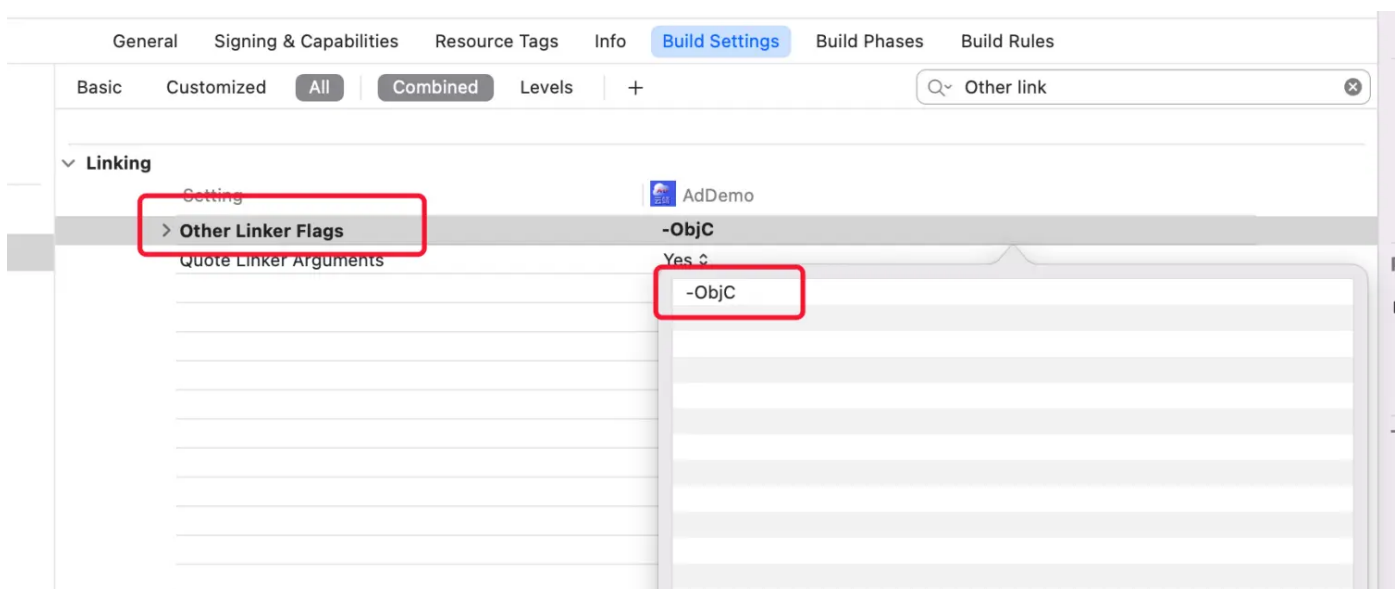 General Signing & Capabilities Resource Tags Info Build Settings Build Phases Build Rules
Basic Customized All Combined Levels + Other link
Linking
Setting AdDemo
Other Linker Flags -ObjC
Quote Linker Arguments Yes
-ObjC